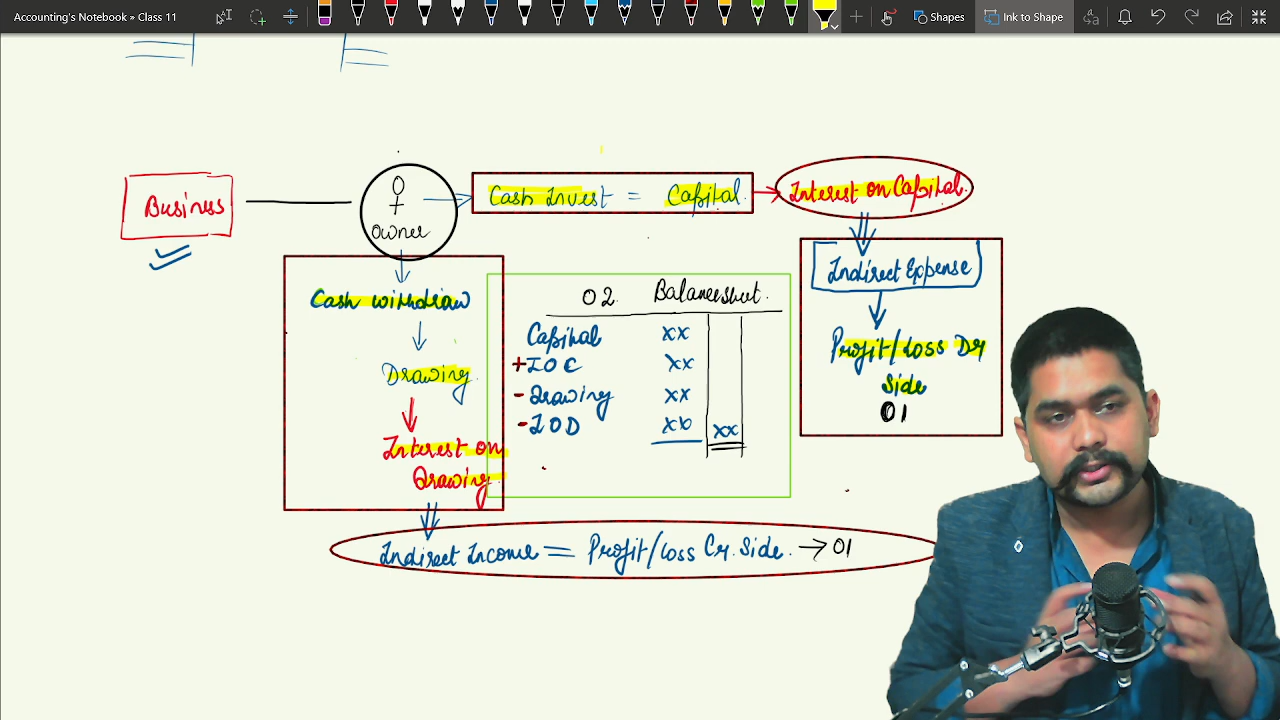 Accounting's Notebook » Class 11
Shapes
Ink to Shape
Business
owner
Cash Invest = Capital
Interest on Capital.
Cash withdraw
Drawing.
Interest on
Drawing.
02. Balancesheet.
Capital xx
+ IOC xx
- Drawing xx
- IOD xx xx
Indirect Expense
Profit/Loss Dr
Side
01
Indirect Income = Profit/Loss Cr. Side. → 01